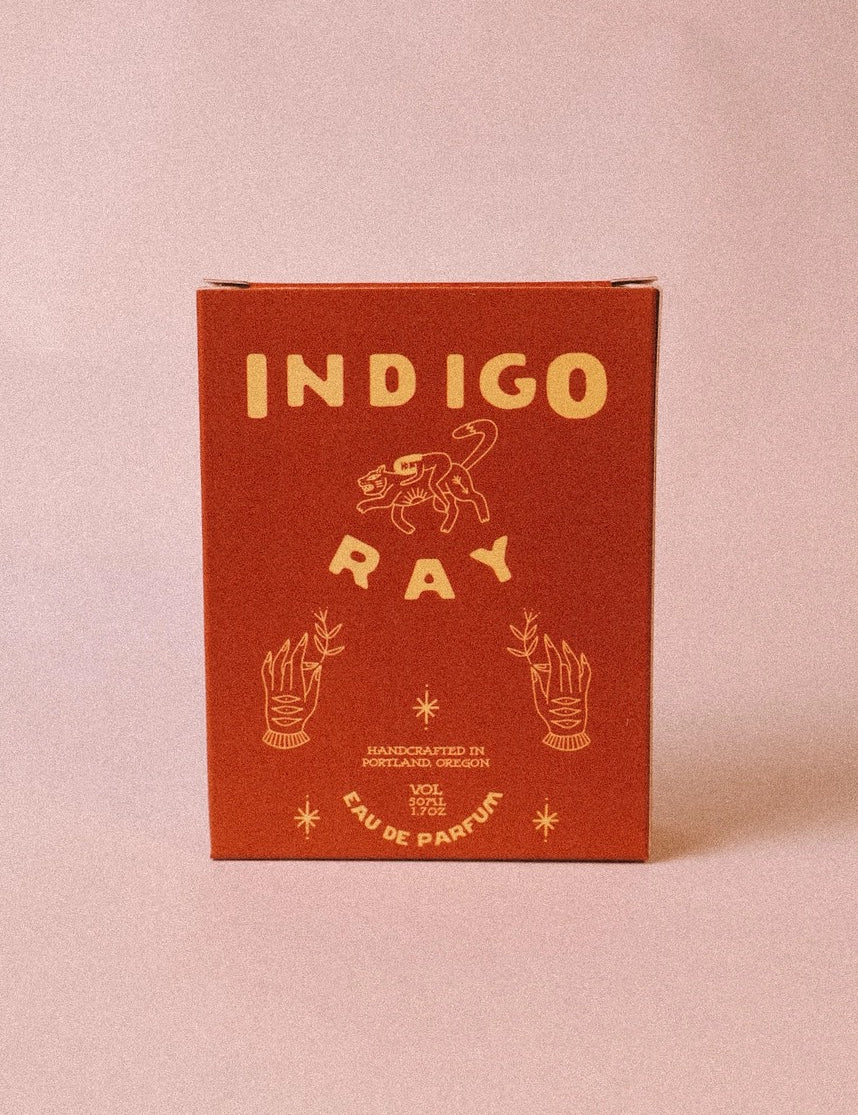 INDIGO
RAY
HANDCRAFTED IN
PORTLAND, OREGON
VOL
50ML
1.7OZ
EAU DE PARFUM